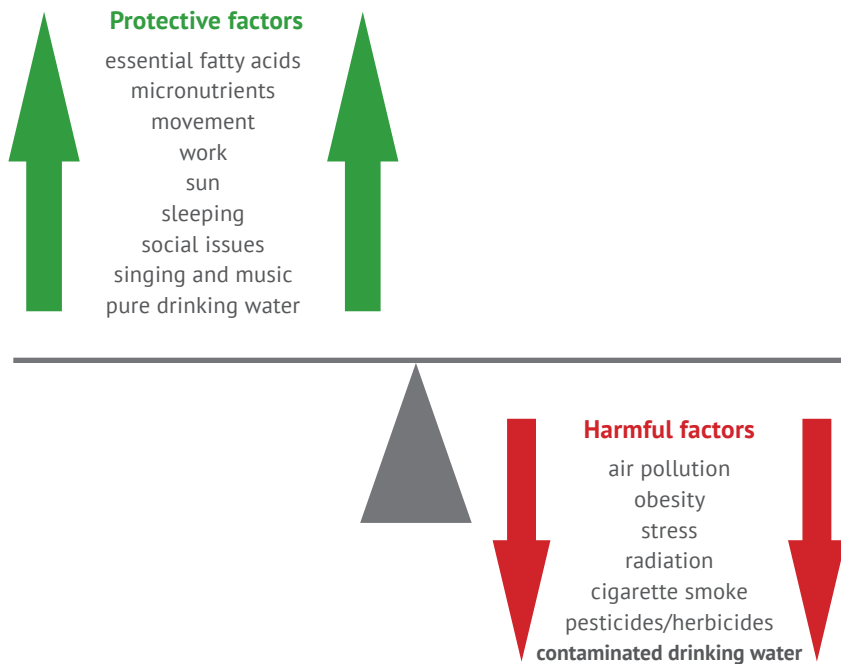 Protective factors
essential fatty acids
micronutrients
movement
work
sun
sleeping
social issues
singing and music
pure drinking water
Harmful factors
air pollution
obesity
stress
radiation
cigarette smoke
pesticides/herbicides
contaminated drinking water